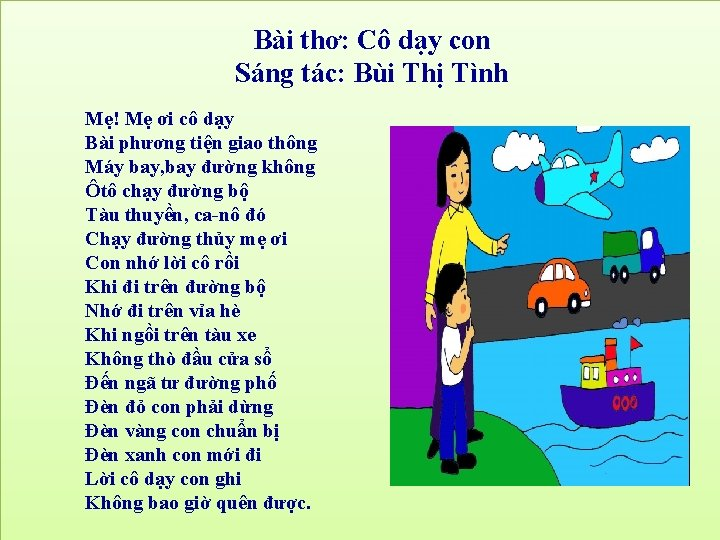 Bài thơ: Cô dạy con
Sáng tác: Bùi Thị Tình
Mẹ! Mẹ ơi cô dạy
Bài phương tiện giao thông
Máy bay, bay đường không
Ôtô chạy đường bộ
Tàu thuyền, ca-nô đó
Chạy đường thủy mẹ ơi
Con nhớ lời cô rồi
Khi đi trên đường bộ
Nhớ đi trên vỉa hè
Khi ngồi trên tàu xe
Không thò đầu cửa sổ
Đến ngã tư đường phố
Đèn đỏ con phải dừng
Đèn vàng con chuẩn bị
Đèn xanh con mới đi
Lời cô dạy con ghi
Không bao giờ quên được.